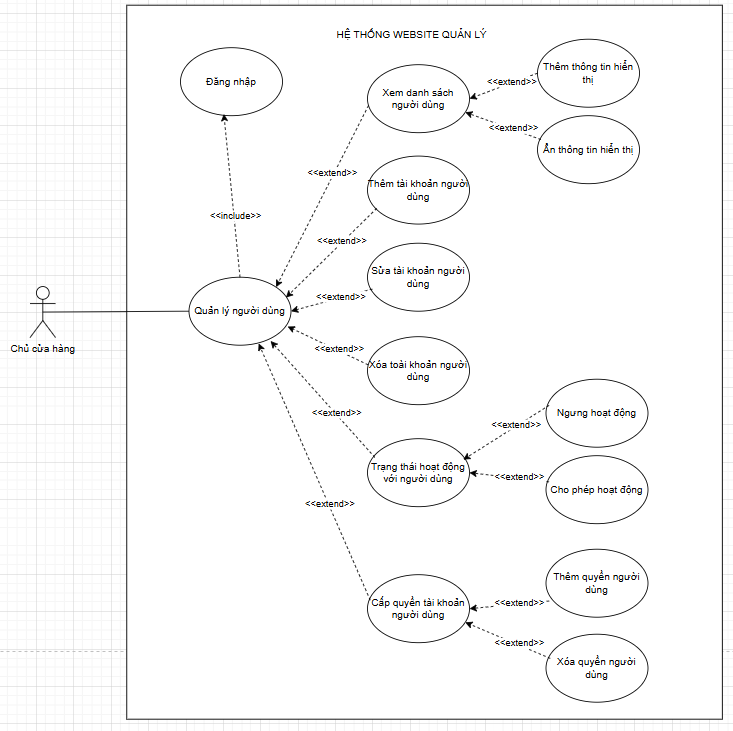 HỆ THỐNG WEBSITE QUẢN LÝ
Đăng nhập
Xem danh sách
người dùng
<<extend>>
Thêm thông tin hiển
thị
<<extend>>
Ẩn thông tin hiển thị
<<extend>>
Thêm tài khoản người
dùng
<<include>>
<<extend>>
Sửa tài khoản người
dùng
<<extend>>
Quản lý người dùng
Chủ cửa hàng
<<extend>>
Xóa toài khoản người
dùng
<<extend>>
Ngưng hoạt động
<<extend>>
Trạng thái hoạt động
với người dùng
<<extend>>
Cho phép hoạt động
<<extend>>
Thêm quyền người
dùng
Cấp quyền tài khoản
người dùng
<<extend>>
<<extend>>
Xóa quyền người
dùng